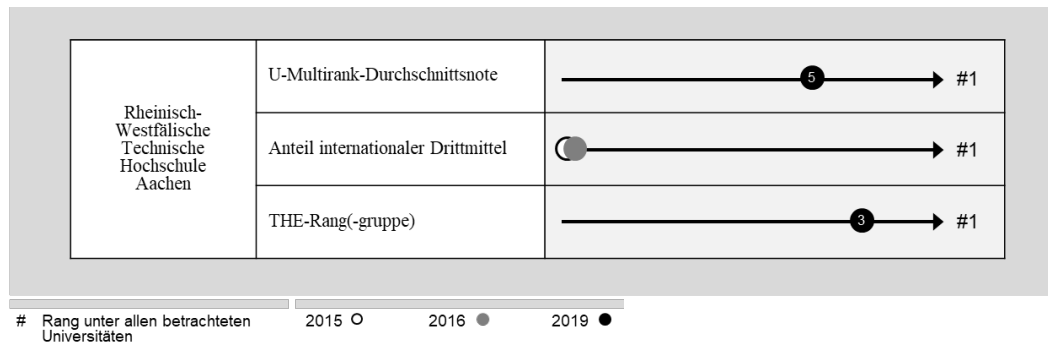 Rheinisch-
Westfälische
Technische
Hochschule
Aachen
U-Multirank-Durchschnittsnote
5
#1
Anteil internationaler Drittmittel
#1
THE-Rang(-gruppe)
3
#1
# Rang unter allen betrachteten
Universitäten
2015
2016
2019